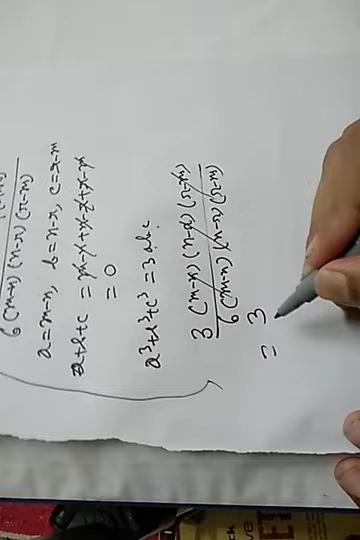 6(m-n)(n-r)(r-m)
a=m-n, b=n-r, c=r-m
a+b+c = m-n+n-r+r-m
= 0
a³+b³+c³ = 3abc
3(m-n)(n-r)(r-m)
6(m-n)(n-r)(r-m)
= 3